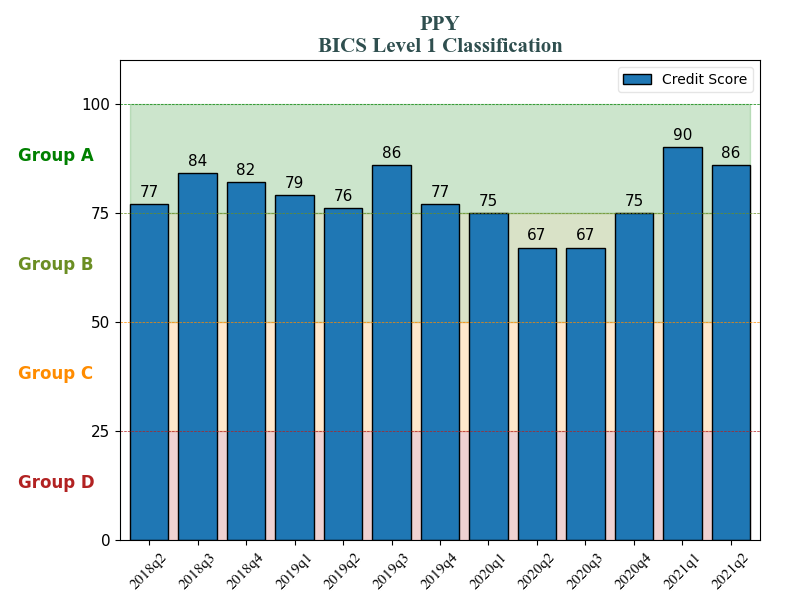 PPY
BICS Level 1 Classification
Credit Score
100
Group A
75
Group B
50
Group C
25
Group D
0
77
84
82
79
76
86
77
75
67
67
75
90
86
2018q2
2018q3
2018q4
2019q1
2019q2
2019q3
2019q4
2020q1
2020q2
2020q3
2020q4
2021q1
2021q2